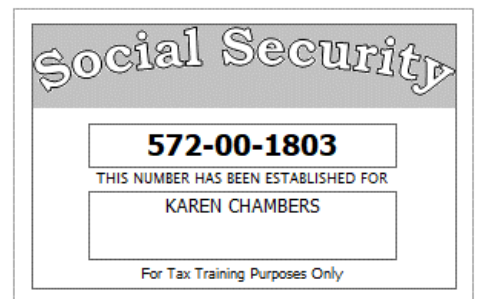 Social Security
572-00-1803
THIS NUMBER HAS BEEN ESTABLISHED FOR
KAREN CHAMBERS
For Tax Training Purposes Only